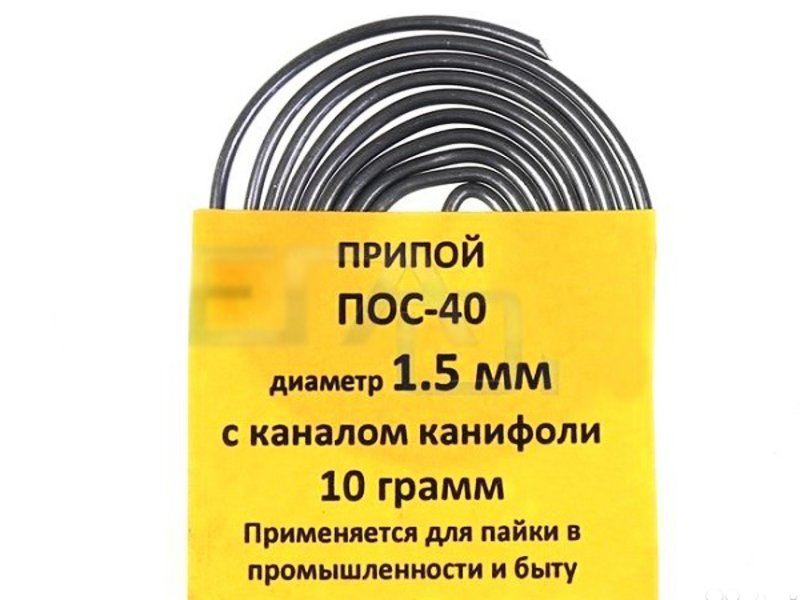 ПРИПОЙ
ПОС-40
диаметр 1.5 мм
с каналом канифоли
10 грамм
Применяется для пайки в
промышленности и быту